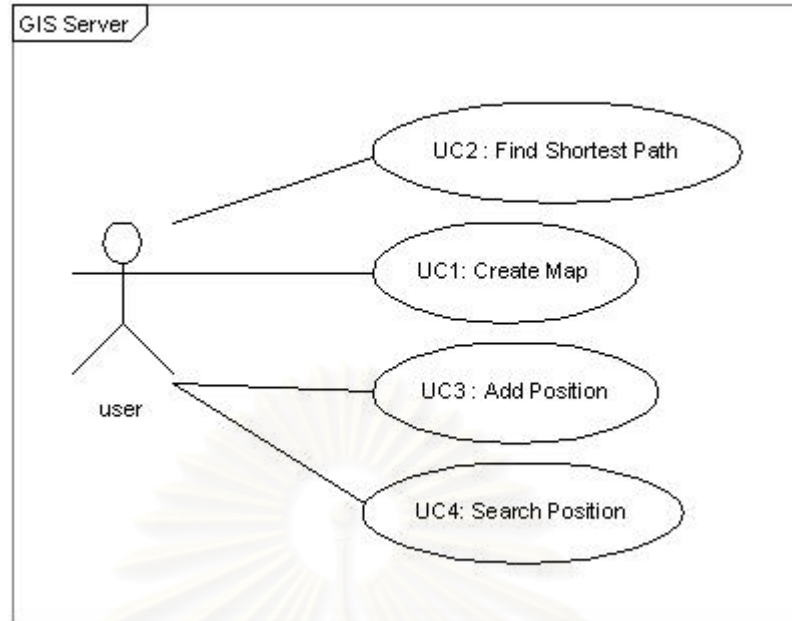 GIS Server
UC2 : Find Shortest Path
UC1: Create Map
UC3 : Add Position
user
UC4: Search Position